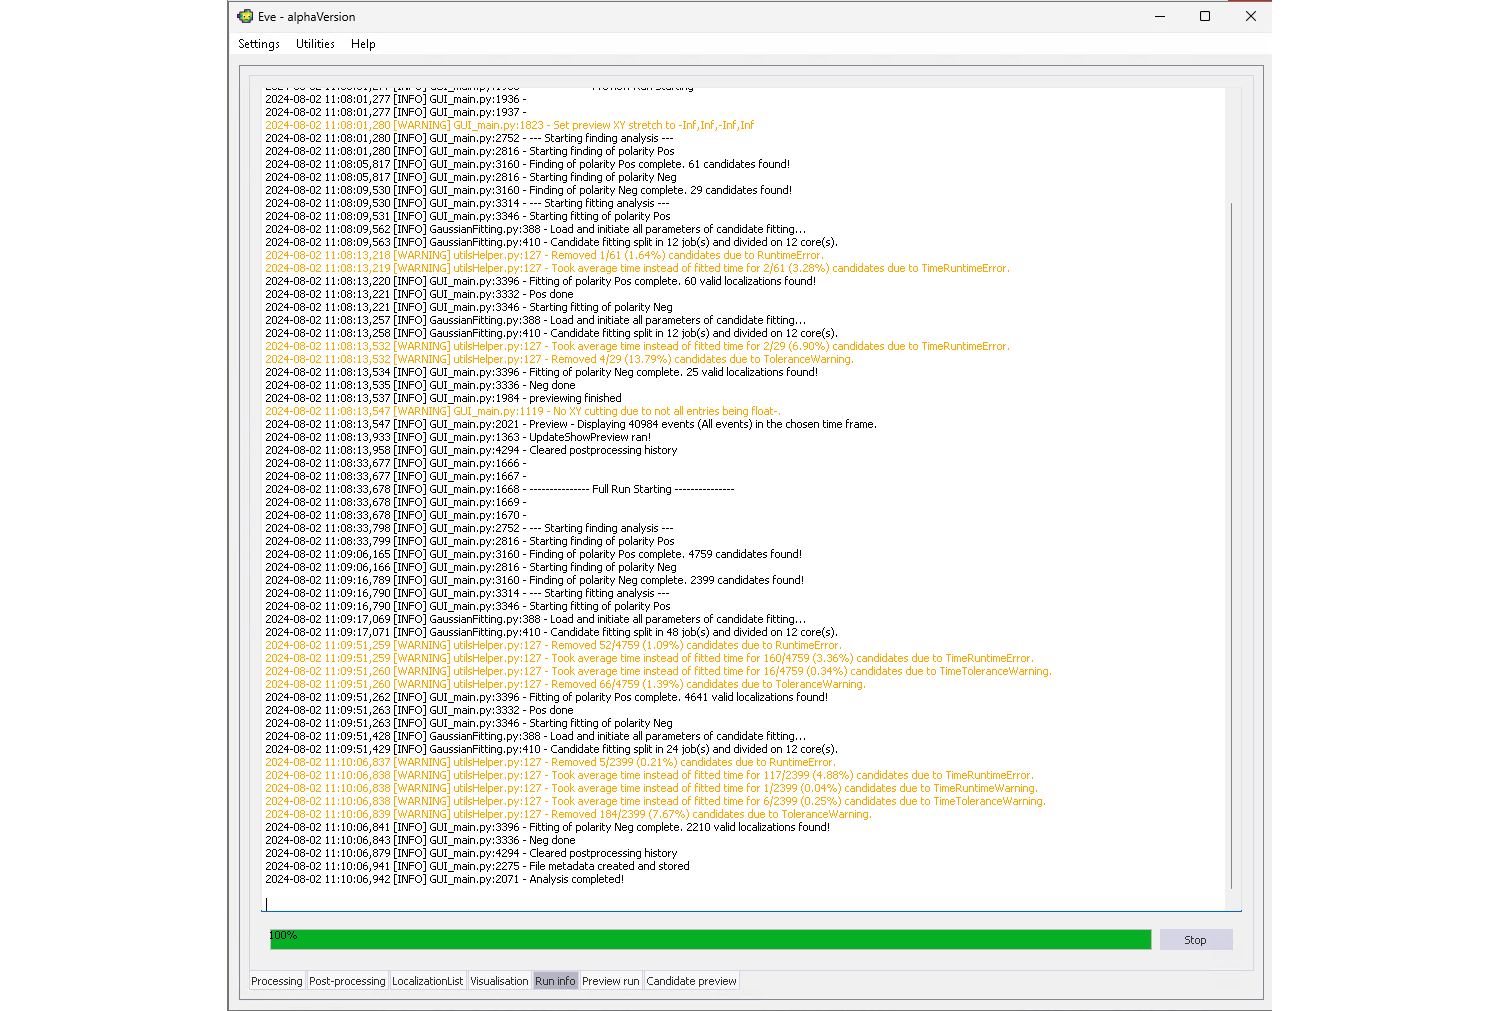 Eve - alphaVersion
Settings Utilities Help
2024-08-02 11:08:01,277 [INFO] GUI_main.py:1936 -
2024-08-02 11:08:01,277 [INFO] GUI_main.py:1937 -
2024-08-02 11:08:01,280 [WARNING] GUI_main.py:1823 - Set preview XY stretch to -Inf,Inf,-Inf,Inf
2024-08-02 11:08:01,280 [INFO] GUI_main.py:2752 - --- Starting finding analysis ---
2024-08-02 11:08:01,280 [INFO] GUI_main.py:2816 - Starting finding of polarity Pos
2024-08-02 11:08:05,817 [INFO] GUI_main.py:3160 - Finding of polarity Pos complete. 61 candidates found!
2024-08-02 11:08:05,817 [INFO] GUI_main.py:2816 - Starting finding of polarity Neg
2024-08-02 11:08:09,530 [INFO] GUI_main.py:3160 - Finding of polarity Neg complete. 29 candidates found!
2024-08-02 11:08:09,530 [INFO] GUI_main.py:3314 - --- Starting fitting analysis ---
2024-08-02 11:08:09,531 [INFO] GUI_main.py:3346 - Starting fitting of polarity Pos
2024-08-02 11:08:09,562 [INFO] GaussianFitting.py:388 - Load and initiate all parameters of candidate fitting...
2024-08-02 11:08:09,563 [INFO] GaussianFitting.py:410 - Candidate fitting split in 12 job(s) and divided on 12 core(s).
2024-08-02 11:08:13,218 [WARNING] utilsHelper.py:127 - Removed 1/61 (1.64%) candidates due to RuntimeError.
2024-08-02 11:08:13,219 [WARNING] utilsHelper.py:127 - Took average time instead of fitted time for 2/61 (3.28%) candidates due to TimeRuntimeError.
2024-08-02 11:08:13,220 [INFO] GUI_main.py:3396 - Fitting of polarity Pos complete. 60 valid localizations found!
2024-08-02 11:08:13,221 [INFO] GUI_main.py:3332 - Pos done
2024-08-02 11:08:13,221 [INFO] GUI_main.py:3346 - Starting fitting of polarity Neg
2024-08-02 11:08:13,257 [INFO] GaussianFitting.py:388 - Load and initiate all parameters of candidate fitting...
2024-08-02 11:08:13,258 [INFO] GaussianFitting.py:410 - Candidate fitting split in 12 job(s) and divided on 12 core(s).
2024-08-02 11:08:13,532 [WARNING] utilsHelper.py:127 - Took average time instead of fitted time for 2/29 (6.90%) candidates due to TimeRuntimeError.
2024-08-02 11:08:13,532 [WARNING] utilsHelper.py:127 - Removed 4/29 (13.79%) candidates due to ToleranceWarning.
2024-08-02 11:08:13,534 [INFO] GUI_main.py:3396 - Fitting of polarity Neg complete. 25 valid localizations found!
2024-08-02 11:08:13,535 [INFO] GUI_main.py:3336 - Neg done
2024-08-02 11:08:13,537 [INFO] GUI_main.py:1984 - previewing finished
2024-08-02 11:08:13,547 [WARNING] GUI_main.py:1119 - No XY cutting due to not all entries being float-.
2024-08-02 11:08:13,547 [INFO] GUI_main.py:2021 - Preview - Displaying 40984 events (All events) in the chosen time frame.
2024-08-02 11:08:13,933 [INFO] GUI_main.py:1363 - UpdateShowPreview ran!
2024-08-02 11:08:13,958 [INFO] GUI_main.py:4294 - Cleared postprocessing history
2024-08-02 11:08:33,677 [INFO] GUI_main.py:1666 -
2024-08-02 11:08:33,677 [INFO] GUI_main.py:1667 -
2024-08-02 11:08:33,678 [INFO] GUI_main.py:1668 - --------------- Full Run Starting ---------------
2024-08-02 11:08:33,678 [INFO] GUI_main.py:1669 -
2024-08-02 11:08:33,678 [INFO] GUI_main.py:1670 -
2024-08-02 11:08:33,798 [INFO] GUI_main.py:2752 - --- Starting finding analysis ---
2024-08-02 11:08:33,799 [INFO] GUI_main.py:2816 - Starting finding of polarity Pos
2024-08-02 11:09:06,165 [INFO] GUI_main.py:3160 - Finding of polarity Pos complete. 4759 candidates found!
2024-08-02 11:09:06,166 [INFO] GUI_main.py:2816 - Starting finding of polarity Neg
2024-08-02 11:09:16,789 [INFO] GUI_main.py:3160 - Finding of polarity Neg complete. 2399 candidates found!
2024-08-02 11:09:16,790 [INFO] GUI_main.py:3314 - --- Starting fitting analysis ---
2024-08-02 11:09:16,790 [INFO] GUI_main.py:3346 - Starting fitting of polarity Pos
2024-08-02 11:09:17,069 [INFO] GaussianFitting.py:388 - Load and initiate all parameters of candidate fitting...
2024-08-02 11:09:17,071 [INFO] GaussianFitting.py:410 - Candidate fitting split in 48 job(s) and divided on 12 core(s).
2024-08-02 11:09:51,259 [WARNING] utilsHelper.py:127 - Removed 52/4759 (1.09%) candidates due to RuntimeError.
2024-08-02 11:09:51,259 [WARNING] utilsHelper.py:127 - Took average time instead of fitted time for 160/4759 (3.36%) candidates due to TimeRuntimeError.
2024-08-02 11:09:51,260 [WARNING] utilsHelper.py:127 - Took average time instead of fitted time for 16/4759 (0.34%) candidates due to TimeToleranceWarning.
2024-08-02 11:09:51,260 [WARNING] utilsHelper.py:127 - Removed 66/4759 (1.39%) candidates due to ToleranceWarning.
2024-08-02 11:09:51,262 [INFO] GUI_main.py:3396 - Fitting of polarity Pos complete. 4641 valid localizations found!
2024-08-02 11:09:51,263 [INFO] GUI_main.py:3332 - Pos done
2024-08-02 11:09:51,263 [INFO] GUI_main.py:3346 - Starting fitting of polarity Neg
2024-08-02 11:09:51,428 [INFO] GaussianFitting.py:388 - Load and initiate all parameters of candidate fitting...
2024-08-02 11:09:51,429 [INFO] GaussianFitting.py:410 - Candidate fitting split in 24 job(s) and divided on 12 core(s).
2024-08-02 11:10:06,837 [WARNING] utilsHelper.py:127 - Removed 5/2399 (0.21%) candidates due to RuntimeError.
2024-08-02 11:10:06,838 [WARNING] utilsHelper.py:127 - Took average time instead of fitted time for 117/2399 (4.88%) candidates due to TimeRuntimeError.
2024-08-02 11:10:06,838 [WARNING] utilsHelper.py:127 - Took average time instead of fitted time for 1/2399 (0.04%) candidates due to TimeRuntimeWarning.
2024-08-02 11:10:06,838 [WARNING] utilsHelper.py:127 - Took average time instead of fitted time for 6/2399 (0.25%) candidates due to TimeToleranceWarning.
2024-08-02 11:10:06,839 [WARNING] utilsHelper.py:127 - Removed 184/2399 (7.67%) candidates due to ToleranceWarning.
2024-08-02 11:10:06,841 [INFO] GUI_main.py:3396 - Fitting of polarity Neg complete. 2210 valid localizations found!
2024-08-02 11:10:06,843 [INFO] GUI_main.py:3336 - Neg done
2024-08-02 11:10:06,879 [INFO] GUI_main.py:4294 - Cleared postprocessing history
2024-08-02 11:10:06,941 [INFO] GUI_main.py:2275 - File metadata created and stored
2024-08-02 11:10:06,942 [INFO] GUI_main.py:2071 - Analysis completed!
100%
Stop
Processing Post-processing LocalizationList Visualisation Run info Preview run Candidate preview